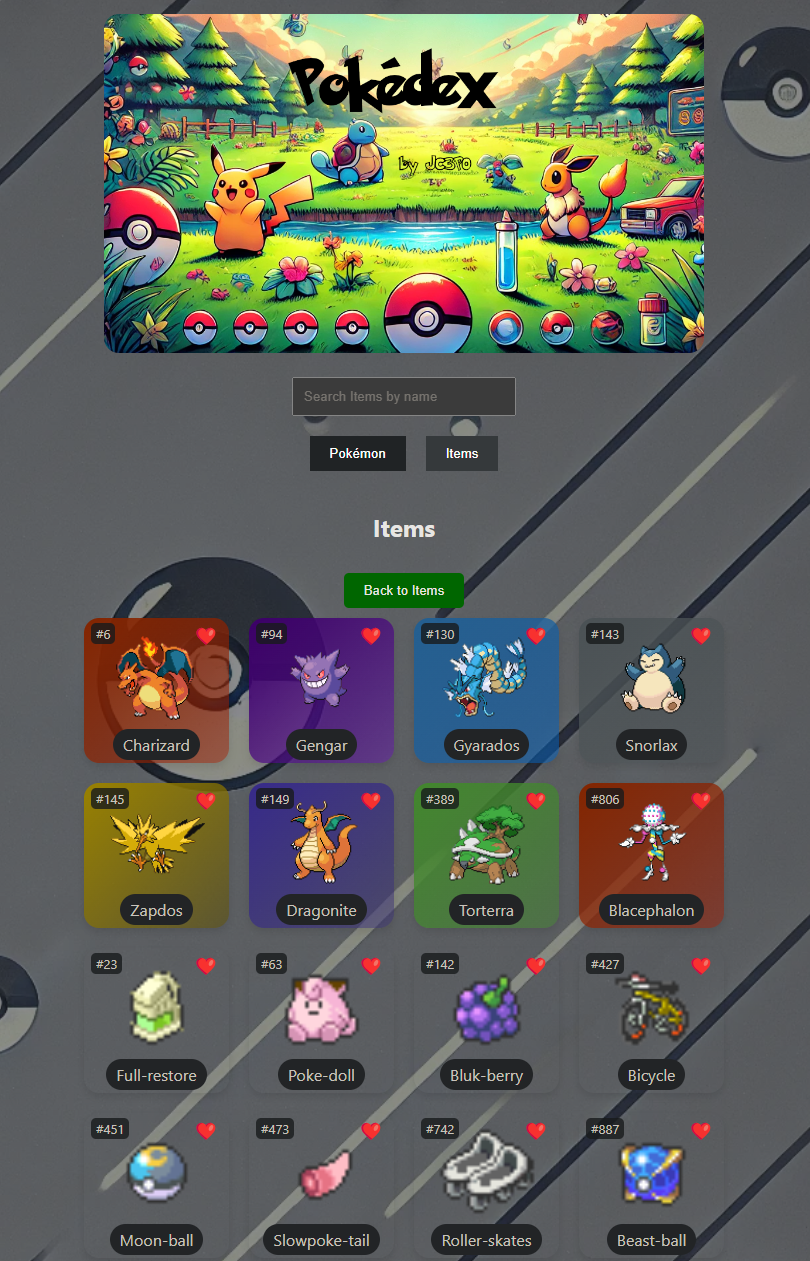 Pokédex
by JC310
Search Items by name
Pokémon Items
Items
Back to Items
#6 #94 #130 #143
Charizard Gengar Gyarados Snorlax
#145 #149 #389 #806
Zapdos Dragonite Torterra Blacephalon
#23 #63 #142 #427
Full-restore Poke-doll Bluk-berry Bicycle
#451 #473 #742 #887
Moon-ball Slowpoke-tail Roller-skates Beast-ball